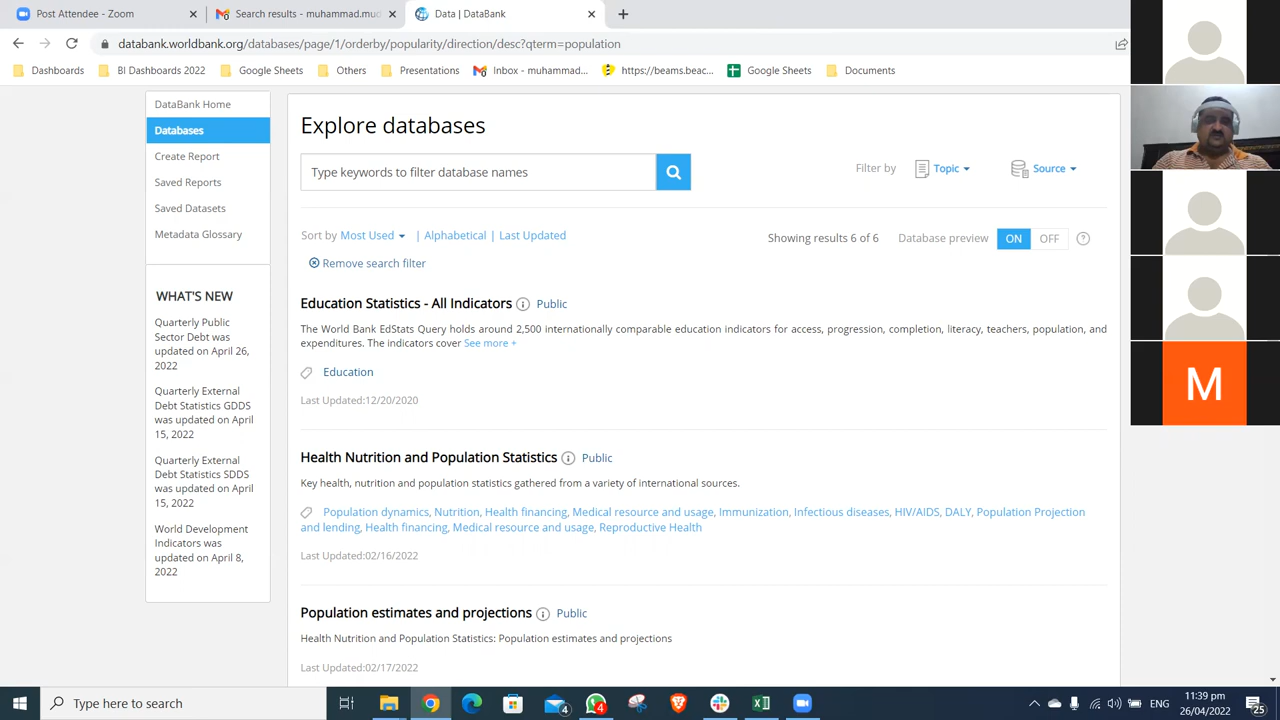 Post Attendee - Zoom
Search results - muhammad.mu
Data | DataBank
databank.worldbank.org/databases/page/1/orderby/popularity/direction/desc?qterm=population
Dashboards
BI Dashboards 2022
Google Sheets
Others
Presentations
Inbox - muhammad...
https://beams.beac...
Google Sheets
Documents
DataBank Home
Databases
Create Report
Saved Reports
Saved Datasets
Metadata Glossary
WHAT'S NEW
Quarterly Public
Sector Debt was
updated on April 26,
2022
Quarterly External
Debt Statistics GDDS
was updated on April
15, 2022
Quarterly External
Debt Statistics SDDS
was updated on April
15, 2022
World Development
Indicators was
updated on April 8,
2022
Explore databases
Type keywords to filter database names
Filter by Topic Source
Sort by Most Used | Alphabetical | Last Updated
Showing results 6 of 6 Database preview ON OFF ?
Remove search filter
Education Statistics - All Indicators i Public
The World Bank EdStats Query holds around 2,500 internationally comparable education indicators for access, progression, completion, literacy, teachers, population, and
expenditures. The indicators cover See more +
Education
Last Updated:12/20/2020
Health Nutrition and Population Statistics i Public
Key health, nutrition and population statistics gathered from a variety of international sources.
Population dynamics, Nutrition, Health financing, Medical resource and usage, Immunization, Infectious diseases, HIV/AIDS, DALY, Population Projection
and lending, Health financing, Medical resource and usage, Reproductive Health
Last Updated:02/16/2022
Population estimates and projections i Public
Health Nutrition and Population Statistics: Population estimates and projections
Last Updated:02/17/2022
M
Type here to search
4
4
ENG
11:39 pm
26/04/2022
25